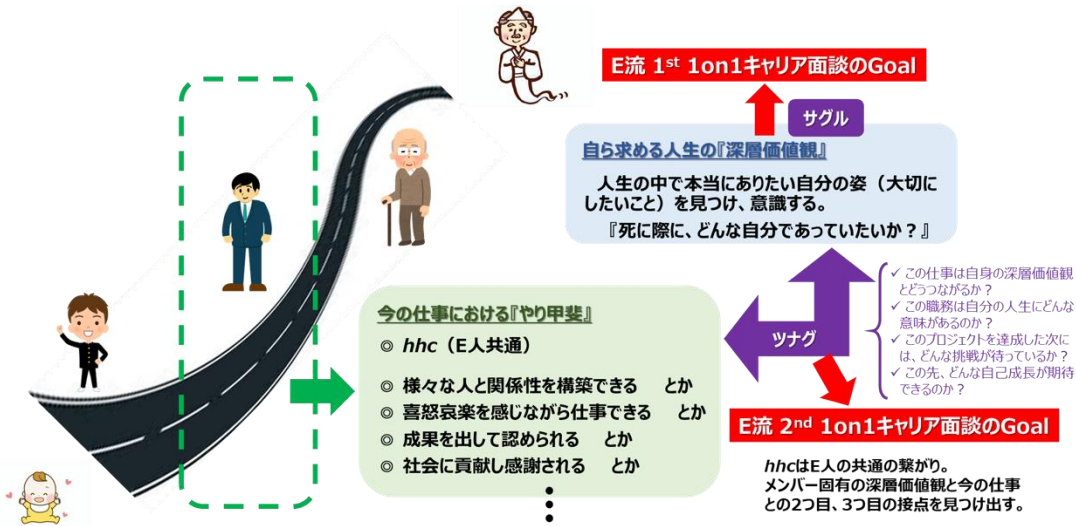 E流 1st 1on1キャリア面談のGoal
サグル
自ら求める人生の『深層価値観』
人生の中で本当にありたい自分の姿（大切に
したいこと）を見つけ、意識する。
『死に際に、どんな自分であっていたいか？』
今の仕事における『やり甲斐』
◎ hhc（E人共通）
◎ 様々な人と関係性を構築できる とか
◎ 喜怒哀楽を感じながら仕事できる とか
◎ 成果を出して認められる とか
◎ 社会に貢献し感謝される とか
ツナグ
✓ この仕事は自身の深層価値観
とどうつながるか？
✓ この職務は自分の人生にどんな
意味があるのか？
✓ このプロジェクトを達成した次に
は、どんな挑戦が待っているか？
✓ この先、どんな自己成長が期待
できるのか？
E流 2nd 1on1キャリア面談のGoal
hhcはE人の共通の繋がり。
メンバー固有の深層価値観と今の仕事
との2つ目、3つ目の接点を見つけ出す。